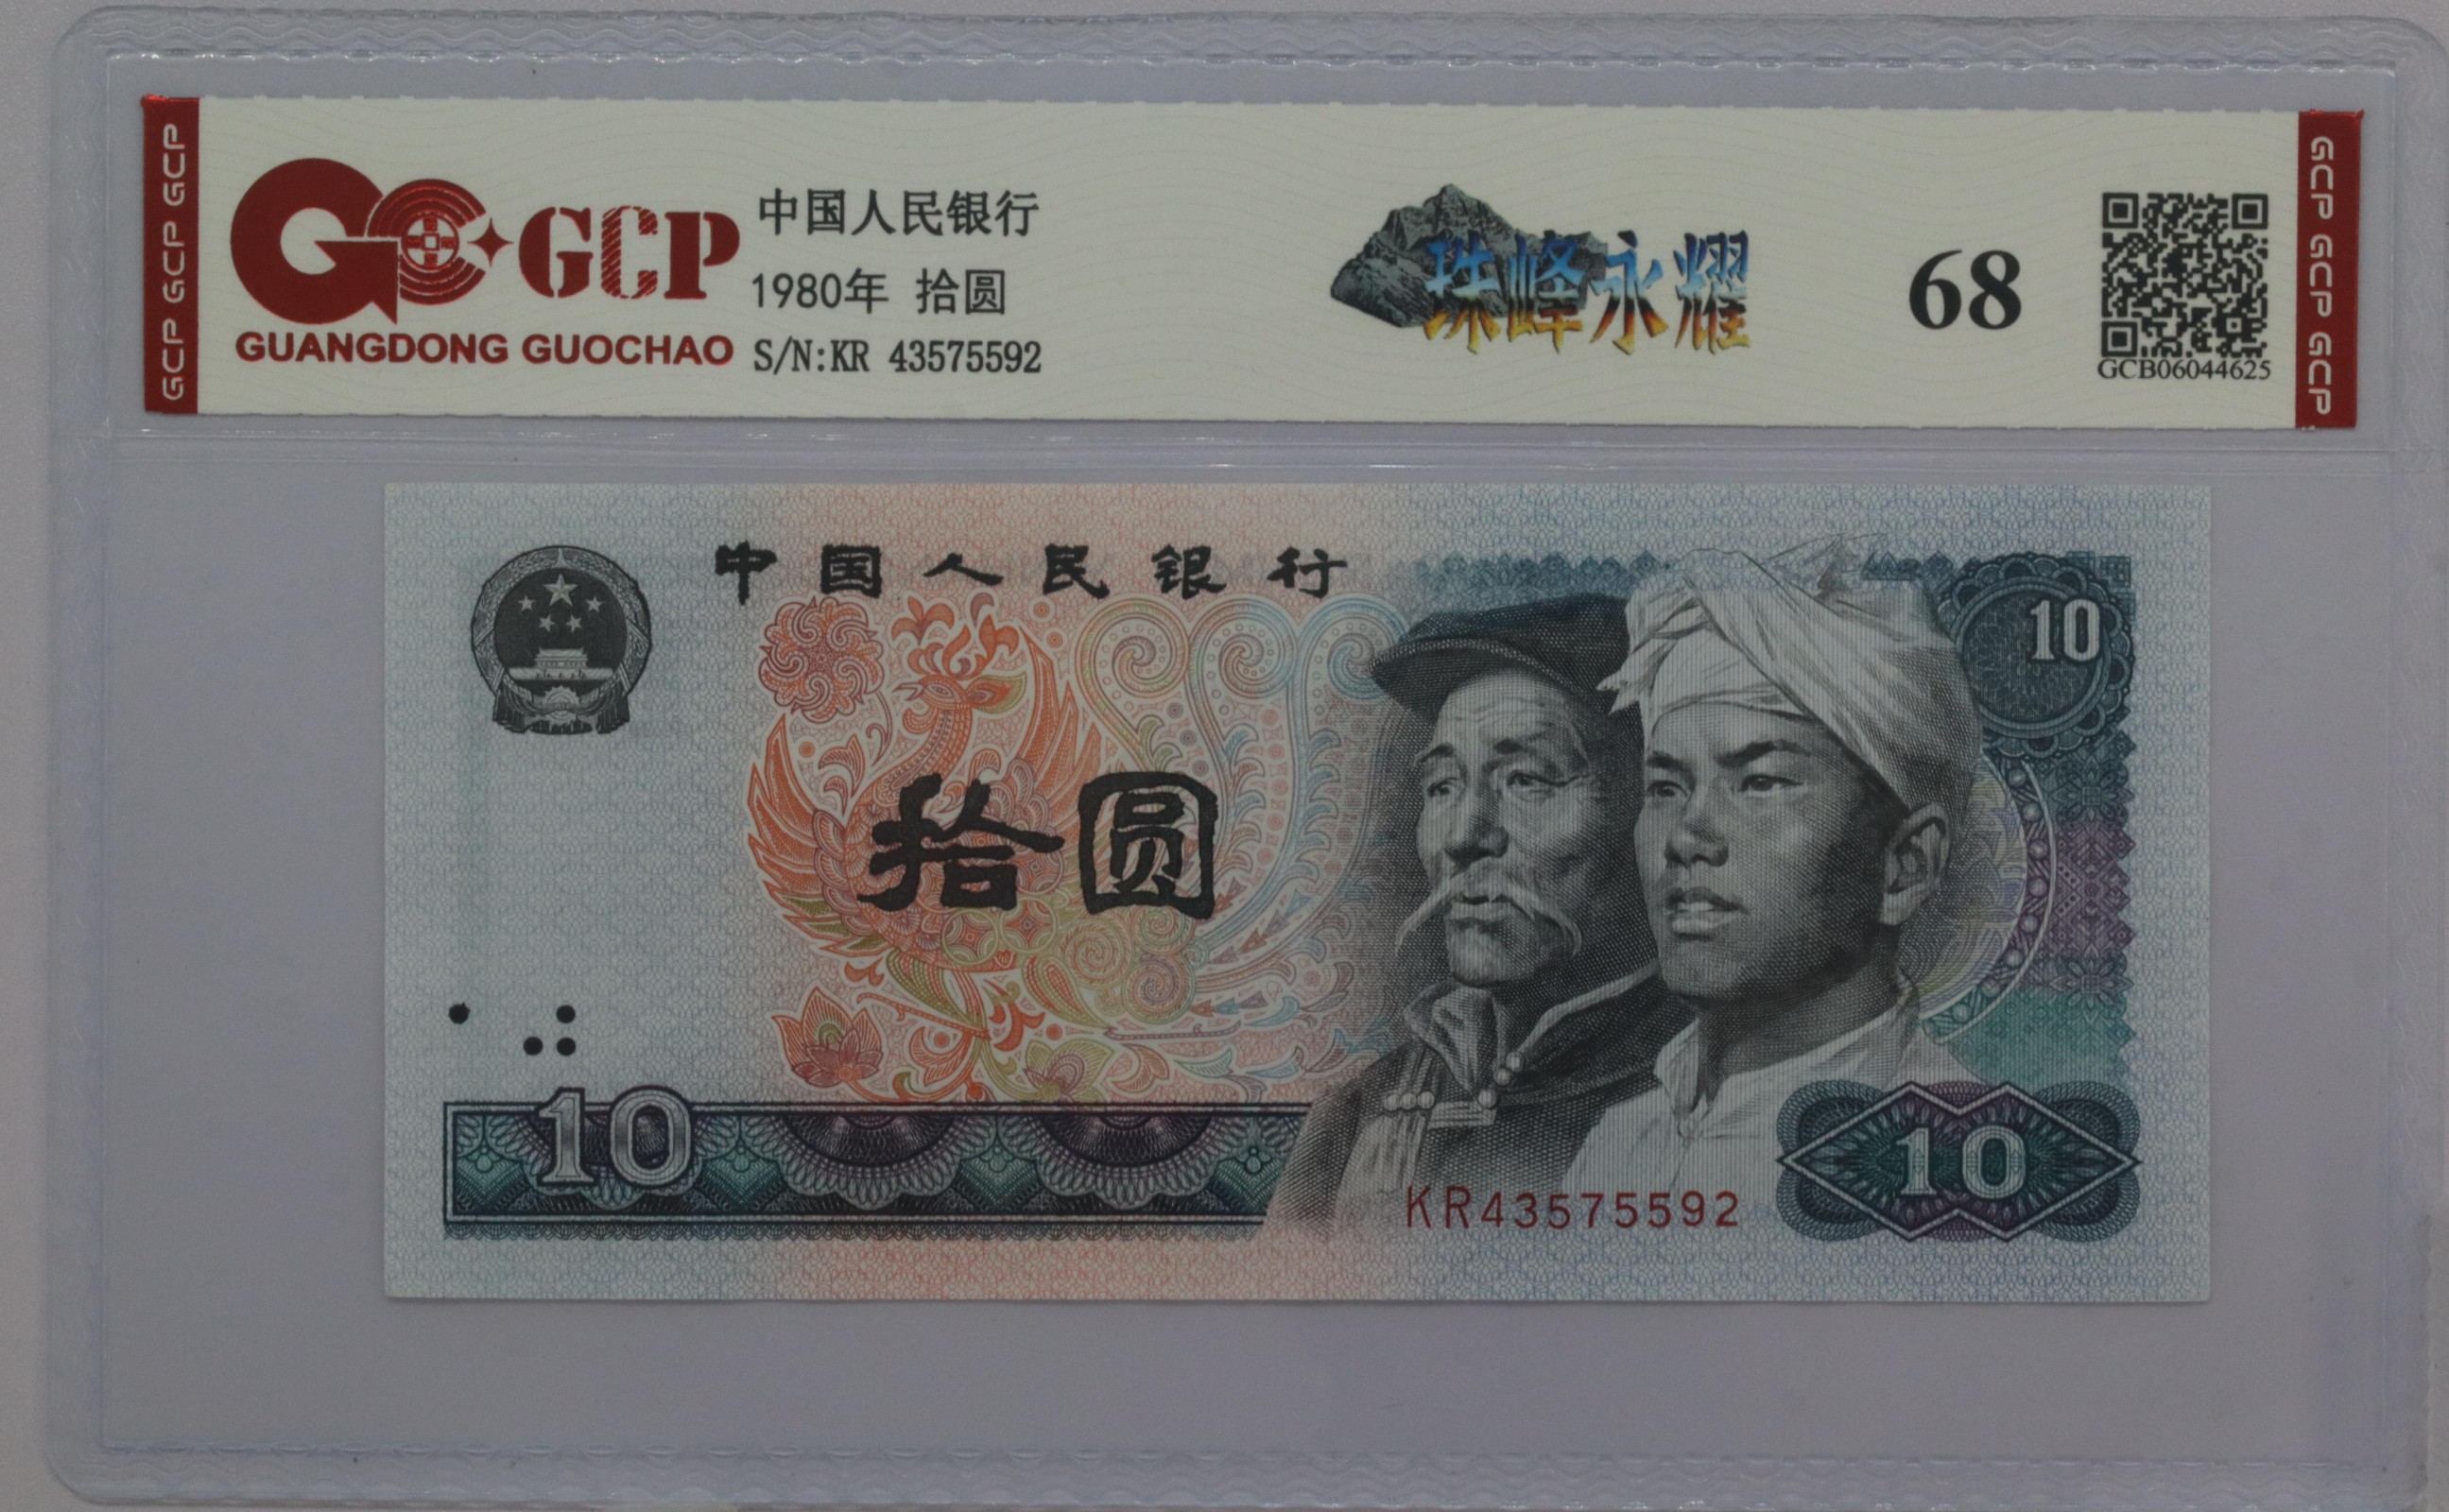 GCP GCP GCP
GCP
GUANGDONG GUOCHAO
中国人民银行
1980年 拾圆
S/N:KR 43575592
珠峰永耀
68
GCB06044625
GCP GCP GCP
中国人民银行
10
拾圆
10
10
KR43575592